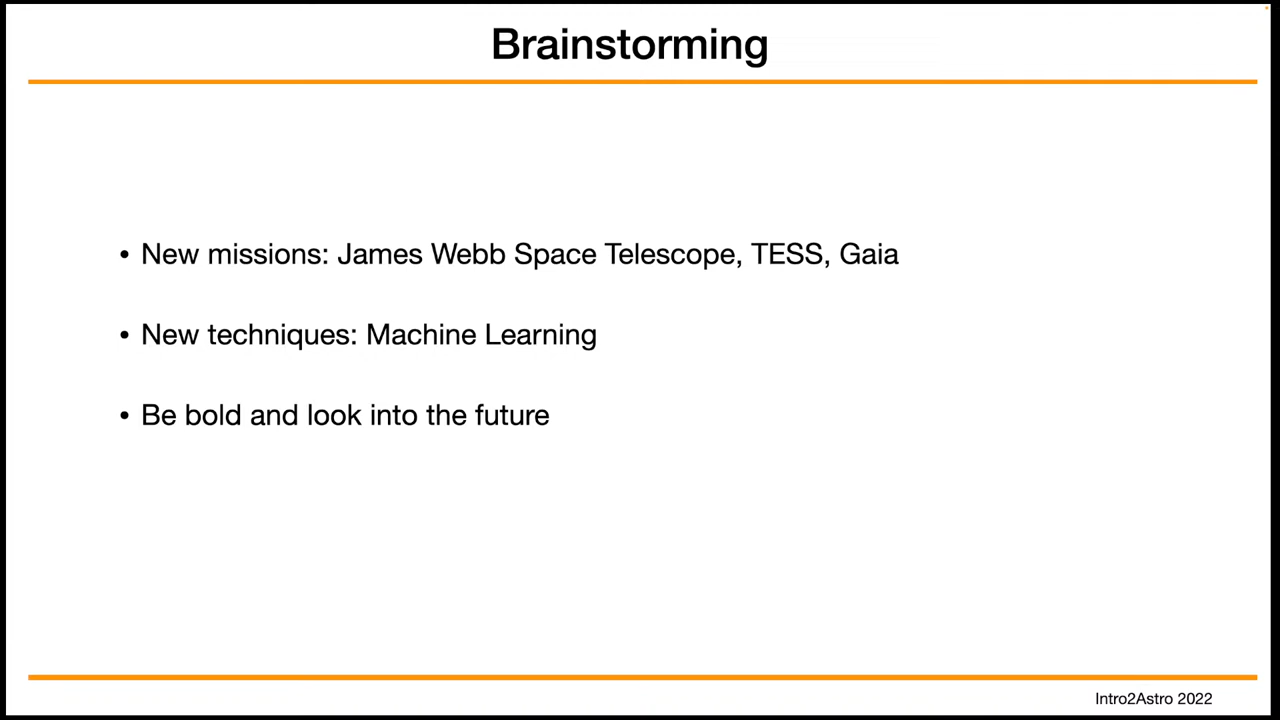 Brainstorming
• New missions: James Webb Space Telescope, TESS, Gaia
• New techniques: Machine Learning
• Be bold and look into the future
Intro2Astro 2022